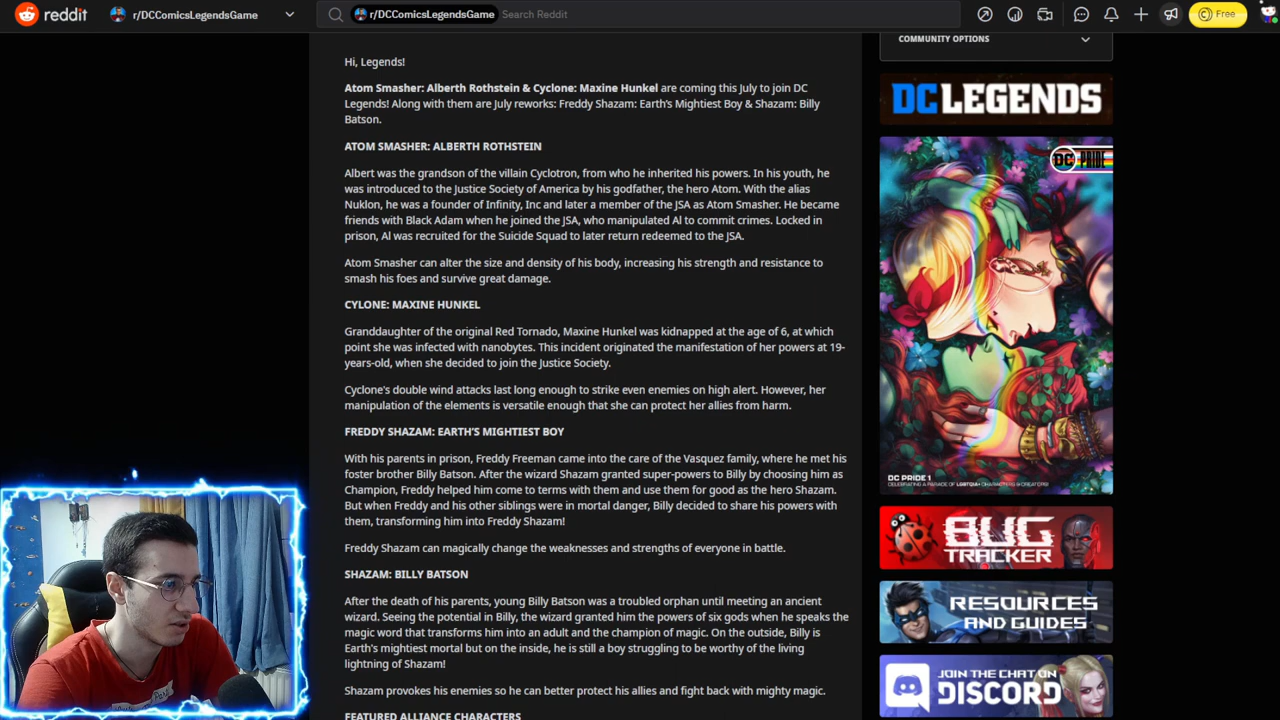 reddit r/DCComicsLegendsGame r/DCComicsLegendsGame Search Reddit Free
COMMUNITY OPTIONS
Hi, Legends!
Atom Smasher: Alberth Rothstein & Cyclone: Maxine Hunkel are coming this July to join DC
Legends! Along with them are July reworks: Freddy Shazam: Earth's Mightiest Boy & Shazam: Billy
Batson.
ATOM SMASHER: ALBERTH ROTHSTEIN
Albert was the grandson of the villain Cyclotron, from who he inherited his powers. In his youth, he
was introduced to the Justice Society of America by his godfather, the hero Atom. With the alias
Nuklon, he was a founder of Infinity, Inc and later a member of the JSA as Atom Smasher. He became
friends with Black Adam when he joined the JSA, who manipulated Al to commit crimes. Locked in
prison, Al was recruited for the Suicide Squad to later return redeemed to the JSA.
Atom Smasher can alter the size and density of his body, increasing his strength and resistance to
smash his foes and survive great damage.
CYLONE: MAXINE HUNKEL
Granddaughter of the original Red Tornado, Maxine Hunkel was kidnapped at the age of 6, at which
point she was infected with nanobytes. This incident originated the manifestation of her powers at 19-
years-old, when she decided to join the Justice Society.
Cyclone's double wind attacks last long enough to strike even enemies on high alert. However, her
manipulation of the elements is versatile enough that she can protect her allies from harm.
FREDDY SHAZAM: EARTH'S MIGHTIEST BOY
With his parents in prison, Freddy Freeman came into the care of the Vasquez family, where he met his
foster brother Billy Batson. After the wizard Shazam granted super-powers to Billy by choosing him as
Champion, Freddy helped him come to terms with them and use them for good as the hero Shazam.
But when Freddy and his other siblings were in mortal danger, Billy decided to share his powers with
them, transforming him into Freddy Shazam!
Freddy Shazam can magically change the weaknesses and strengths of everyone in battle.
SHAZAM: BILLY BATSON
After the death of his parents, young Billy Batson was a troubled orphan until meeting an ancient
wizard. Seeing the potential in Billy, the wizard granted him the powers of six gods when he speaks the
magic word that transforms him into an adult and the champion of magic. On the outside, Billy is
Earth's mightiest mortal but on the inside, he is still a boy struggling to be worthy of the living
lightning of Shazam!
Shazam provokes his enemies so he can better protect his allies and fight back with mighty magic.
FEATURED ALLIANCE CHARACTERS
DC LEGENDS
DC PRIDE
DC PRIDE 1
CELEBRATING A PARADE OF LGBTQIA+ CHARACTERS & CREATORS!
BUG
TRACKER
RESOURCES
AND GUIDES
JOIN THE CHAT ON
DISCORD